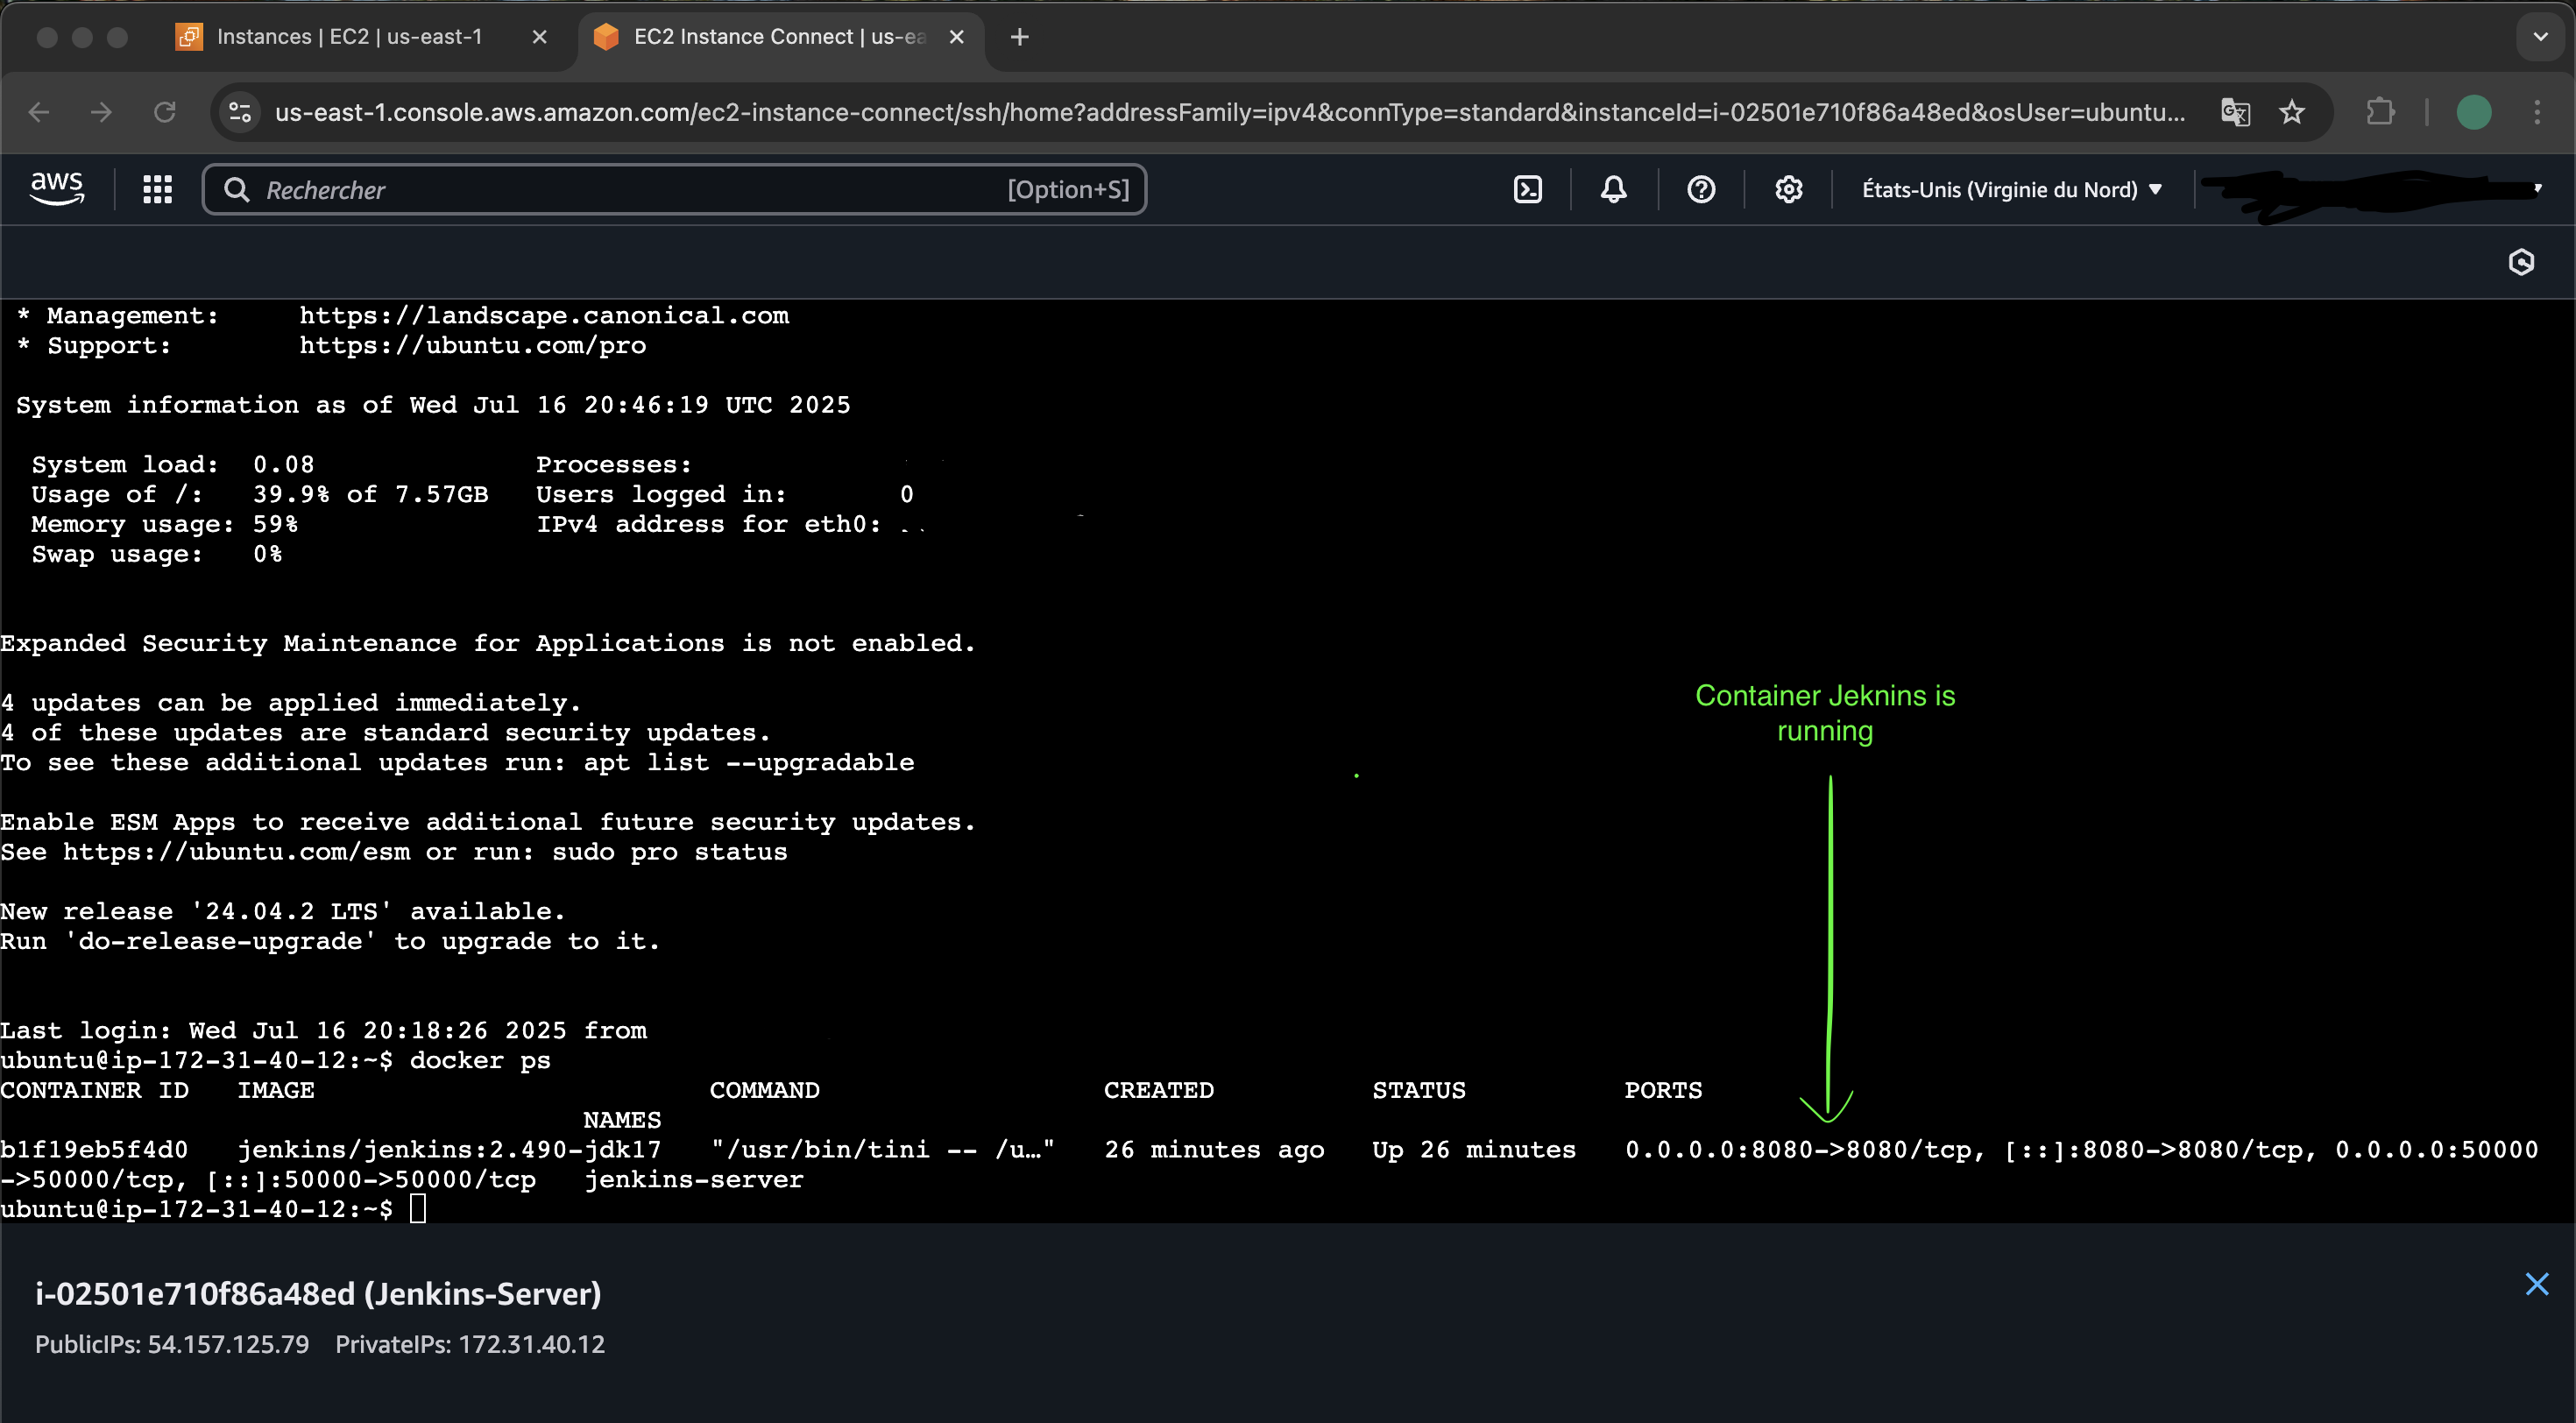 Instances | EC2 | us-east-1
EC2 Instance Connect | us-ea
us-east-1.console.aws.amazon.com/ec2-instance-connect/ssh/home?addressFamily=ipv4&connType=standard&instanceId=i-02501e710f86a48ed&osUser=ubuntu...
aws
Rechercher
[Option+S]
États-Unis (Virginie du Nord)
* Management: https://landscape.canonical.com
* Support: https://ubuntu.com/pro
System information as of Wed Jul 16 20:46:19 UTC 2025
System load: 0.08 Processes:
Usage of /: 39.9% of 7.57GB Users logged in: 0
Memory usage: 59% IPv4 address for eth0:
Swap usage: 0%
Expanded Security Maintenance for Applications is not enabled.
4 updates can be applied immediately.
4 of these updates are standard security updates.
To see these additional updates run: apt list --upgradable
Container Jeknins is
running
Enable ESM Apps to receive additional future security updates.
See https://ubuntu.com/esm or run: sudo pro status
New release '24.04.2 LTS' available.
Run 'do-release-upgrade' to upgrade to it.
Last login: Wed Jul 16 20:18:26 2025 from
ubuntu@ip-172-31-40-12:~$ docker ps
CONTAINER ID IMAGE COMMAND CREATED STATUS PORTS
NAMES
b1f19eb5f4d0 jenkins/jenkins:2.490-jdk17 "/usr/bin/tini -- /u…" 26 minutes ago Up 26 minutes 0.0.0.0:8080->8080/tcp, [::]:8080->8080/tcp, 0.0.0.0:50000
->50000/tcp, [::]:50000->50000/tcp jenkins-server
ubuntu@ip-172-31-40-12:~$
i-02501e710f86a48ed (Jenkins-Server)
PublicIPs: 54.157.125.79 PrivateIPs: 172.31.40.12